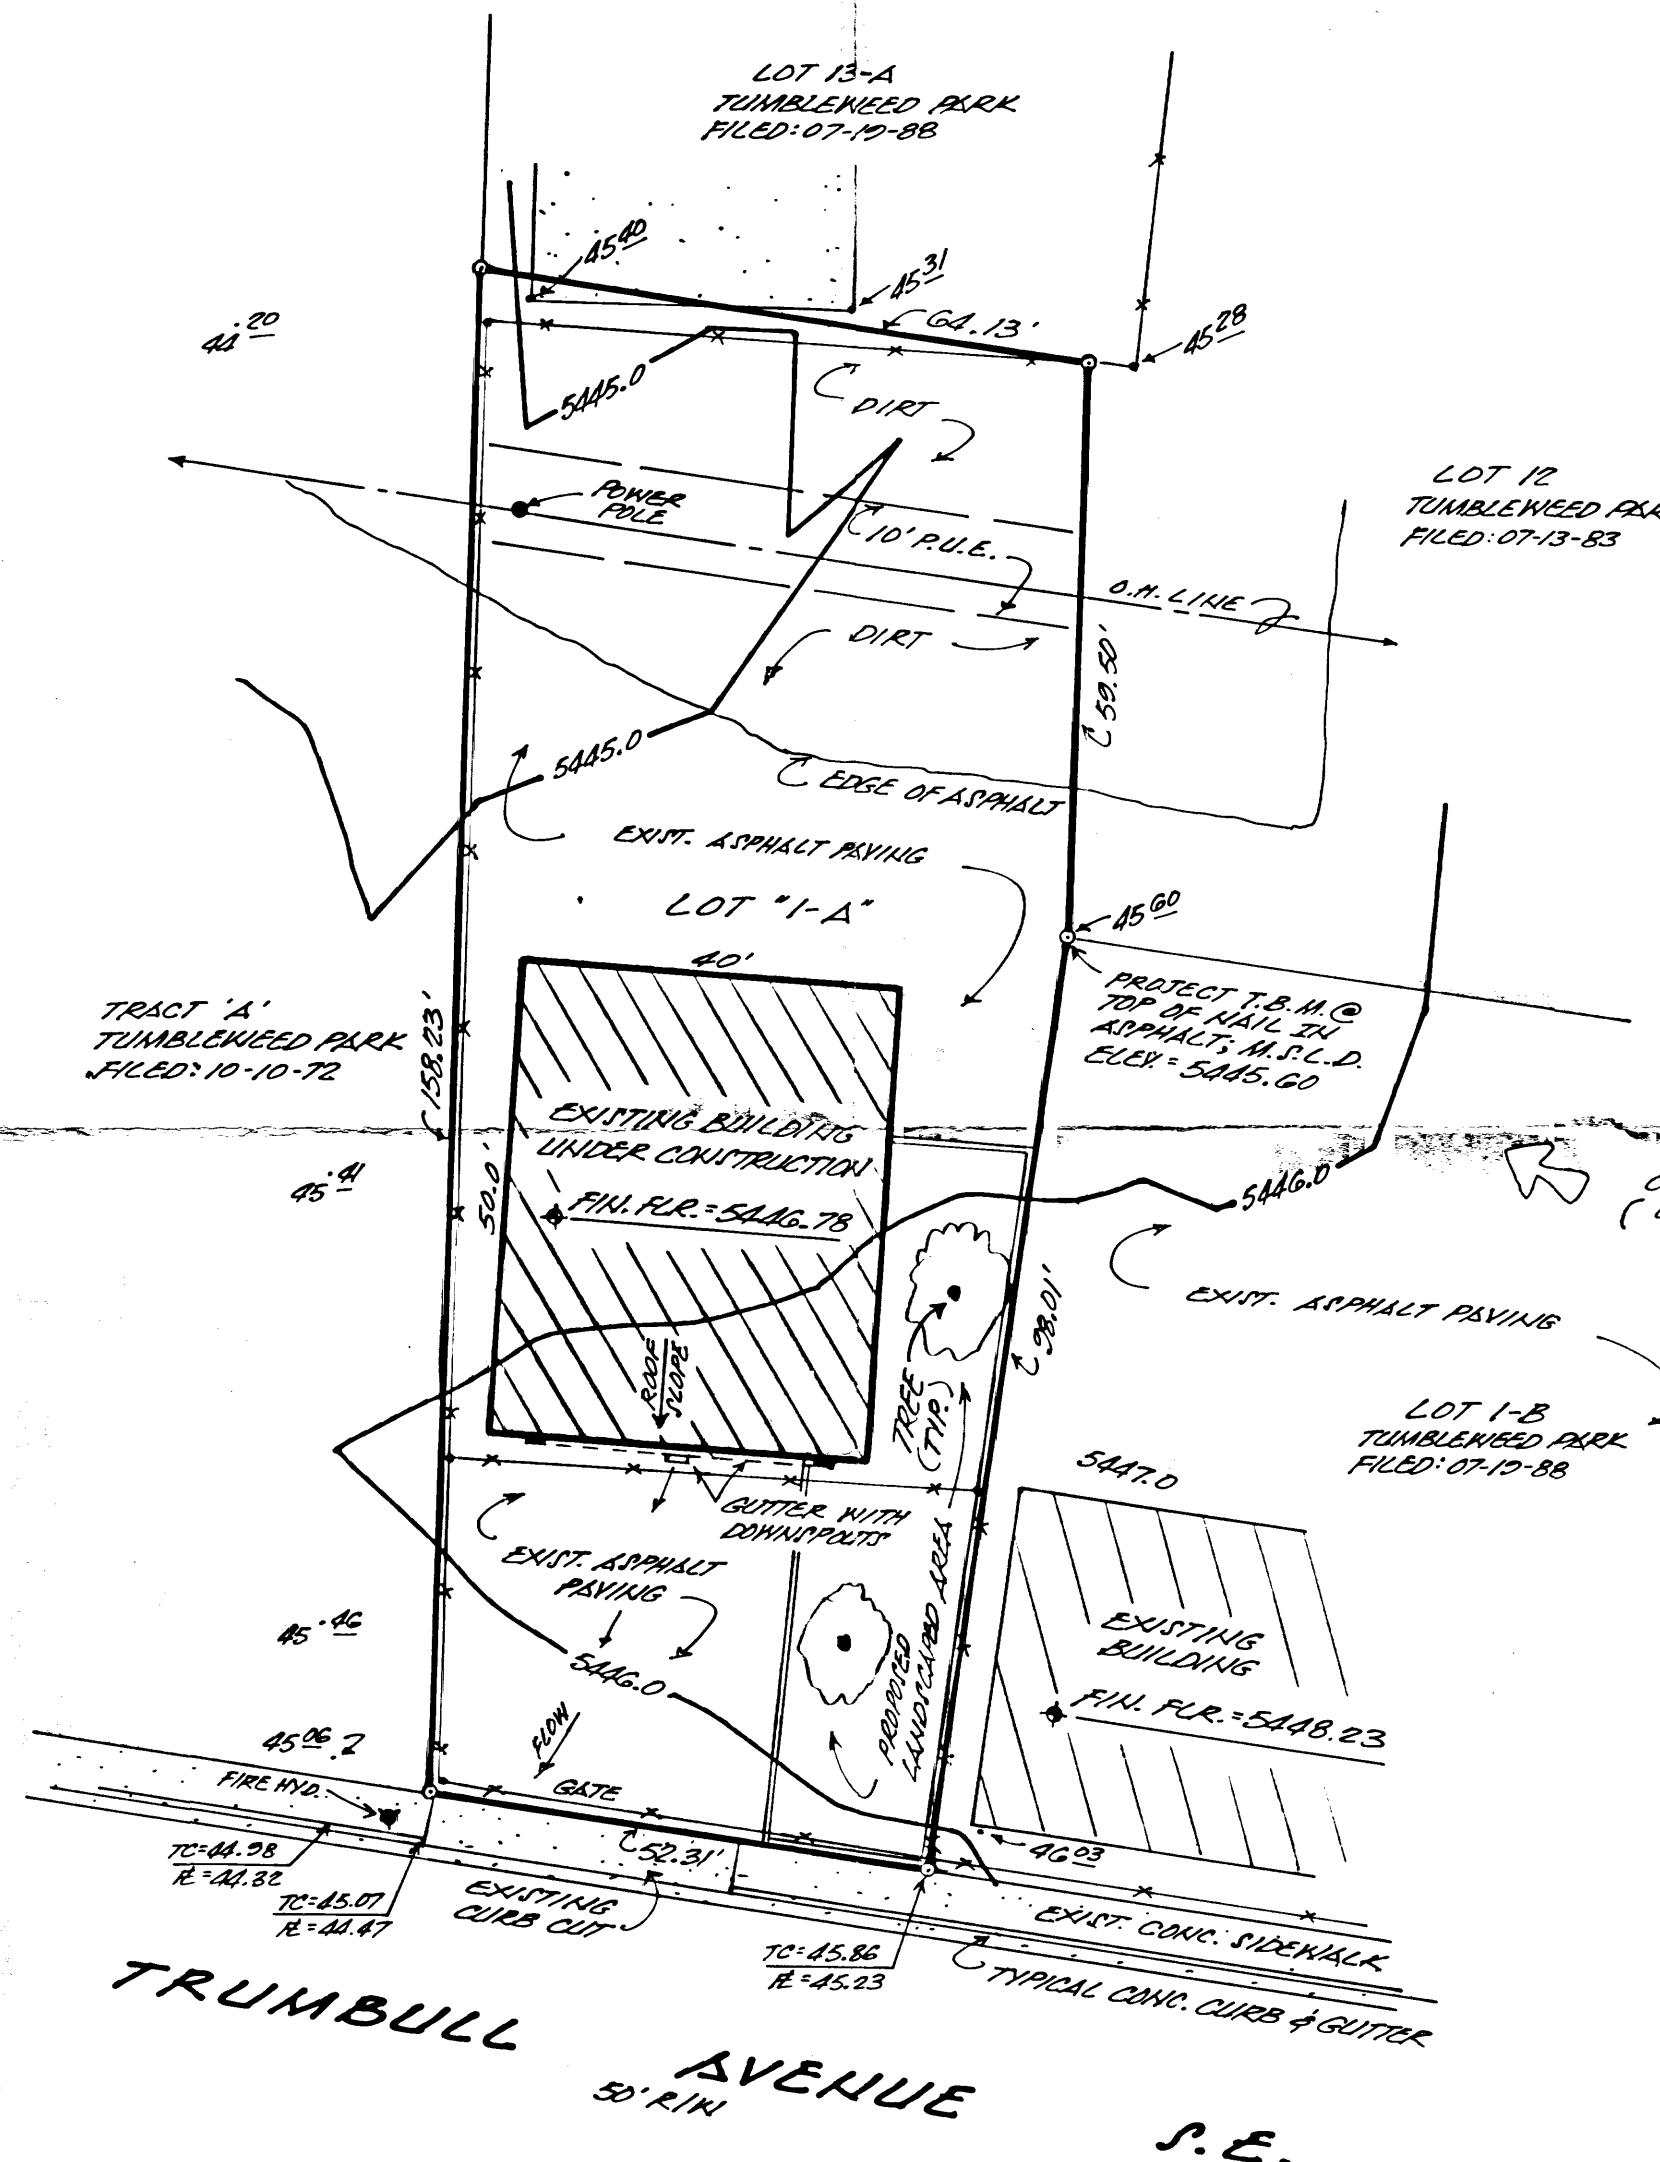 LOT 13-A
TUMBLEWEED PARK
FILED: 07-19-88
45 40
45 31
64.13'
45 28
44 .20
5445.0
DIRT
POWER
POLE
10' P.U.E.
O.H. LINE
LOT 12
TUMBLEWEED PAR
FILED: 07-13-83
DIRT
59.50'
5445.0
EDGE OF ASPHALT
EXIST. ASPHALT PAVING
LOT "1-A"
45 60
PROJECT T.B.M. @
TOP OF NAIL IN
ASPHALT; M.S.L.D.
ELEV. = 5445.60
40'
TRACT 'A'
TUMBLEWEED PARK
FILED: 10-10-72
158.23'
50.0'
EXISTING BUILDING
UNDER CONSTRUCTION
FIN. FLR. = 5446.78
45 .41
5446.0
EXIST. ASPHALT PAVING
98.01'
TREE
(TYP.)
ROOF
SLOPE
LOT 1-B
TUMBLEWEED PARK
FILED: 07-19-88
5447.0
GUTTER WITH
DOWNSPOUTS
EXIST. ASPHALT
PAVING
PROPOSED
LANDSCAPED AREA
EXISTING
BUILDING
FIN. FLR. = 5448.23
45 .46
5446.0
45 06
FLOW
FIRE HYD.
GATE
52.31'
46 03
TC=44.98
FL=44.32
TC=45.07
FL=44.47
EXISTING
CURB CUT
TC=45.86
FL=45.23
EXIST. CONC. SIDEWALK
TYPICAL CONC. CURB & GUTTER
TRUMBULL AVENUE S.E.
50' R/W